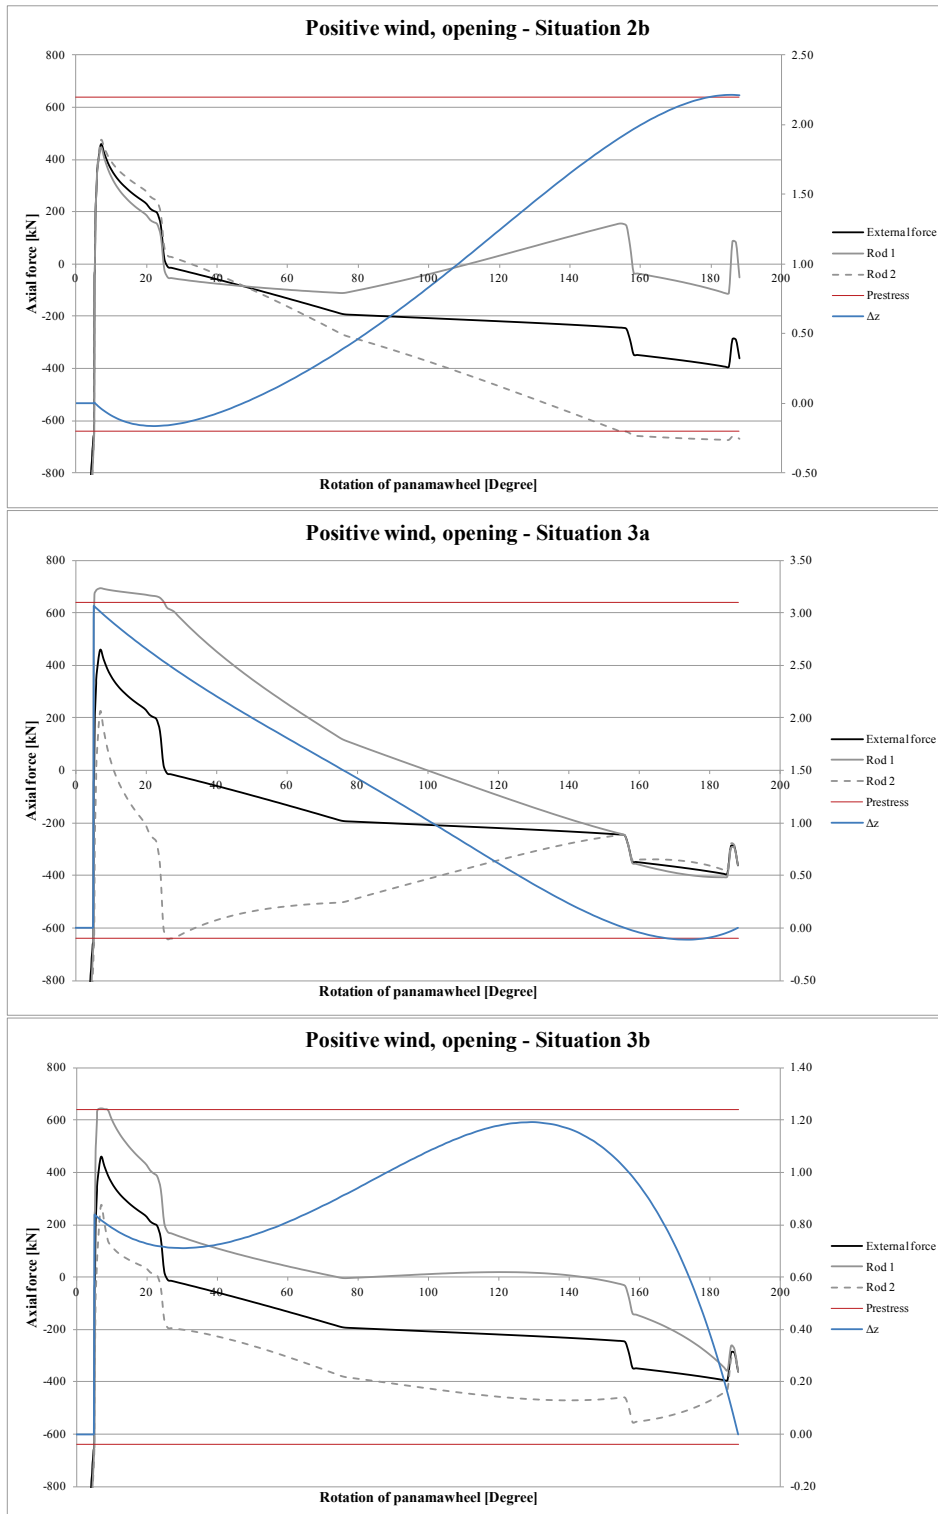 Positive wind, opening - Situation 2b
800
600
400
200
0
-200
-400
-600
-800
Axial force [kN]
0 20 40 60 80 100 120 140 160 180 200
2.50
2.00
1.50
1.00
0.50
0.00
-0.50
Rotation of panamawheel [Degree]
External force
Rod 1
Rod 2
Prestress
Δz
Positive wind, opening - Situation 3a
800
600
400
200
0
-200
-400
-600
-800
Axial force [kN]
0 20 40 60 80 100 120 140 160 180 200
3.50
3.00
2.50
2.00
1.50
1.00
0.50
0.00
-0.50
Rotation of panamawheel [Degree]
External force
Rod 1
Rod 2
Prestress
Δz
Positive wind, opening - Situation 3b
800
600
400
200
0
-200
-400
-600
-800
Axial force [kN]
0 20 40 60 80 100 120 140 160 180 200
1.40
1.20
1.00
0.80
0.60
0.40
0.20
0.00
-0.20
Rotation of panamawheel [Degree]
External force
Rod 1
Rod 2
Prestress
Δz